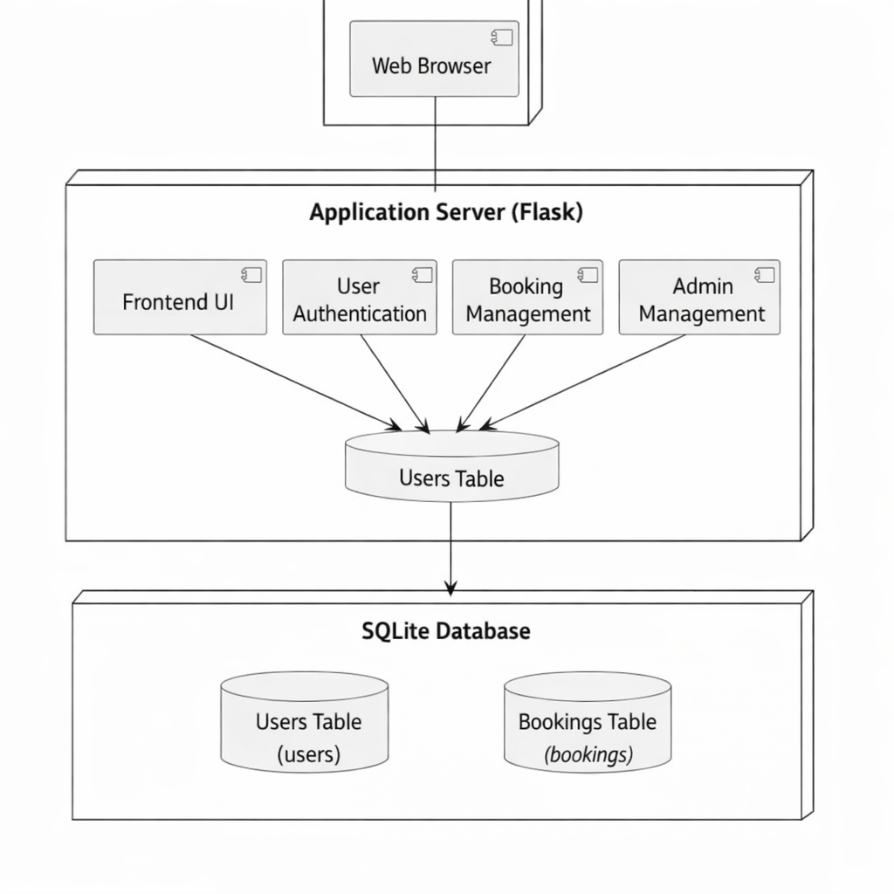 Web Browser
Application Server (Flask)
Frontend UI
User
Authentication
Booking
Management
Admin
Management
Users Table
SQLite Database
Users Table
(users)
Bookings Table
(bookings)